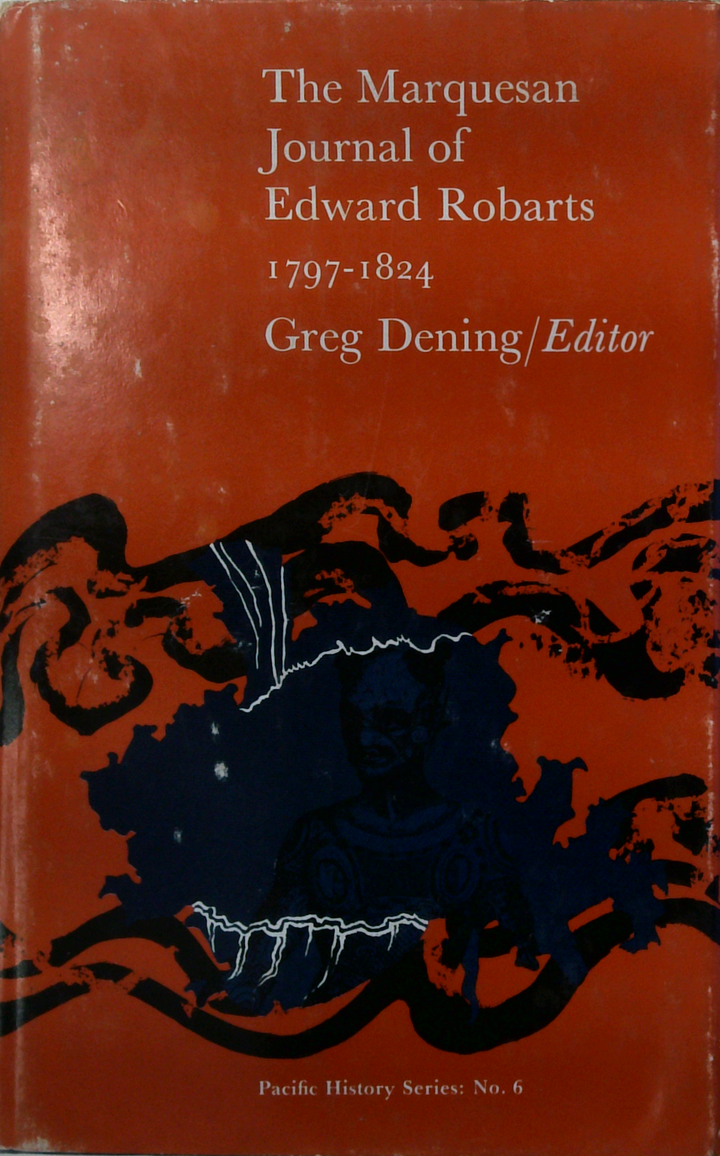 The Marquesan
Journal of
Edward Robarts
1797-1824
Greg Dening/Editor
Pacific History Series: No. 6